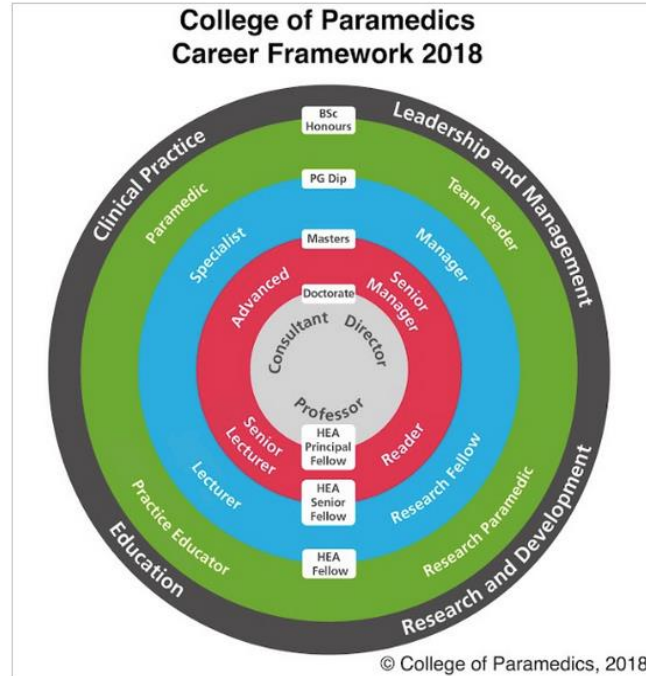 College of Paramedics
Career Framework 2018
BSc
Honours
Clinical Practice
Leadership and Management
Paramedic
Team Leader
PG Dip
Specialist
Manager
Masters
Advanced
Senior
Manager
Doctorate
Consultant
Director
Professor
HEA
Principal
Fellow
Senior
Lecturer
Reader
HEA
Senior
Fellow
Lecturer
Research Fellow
HEA
Fellow
Practice Educator
Research Paramedic
Education
Research and Development
© College of Paramedics, 2018